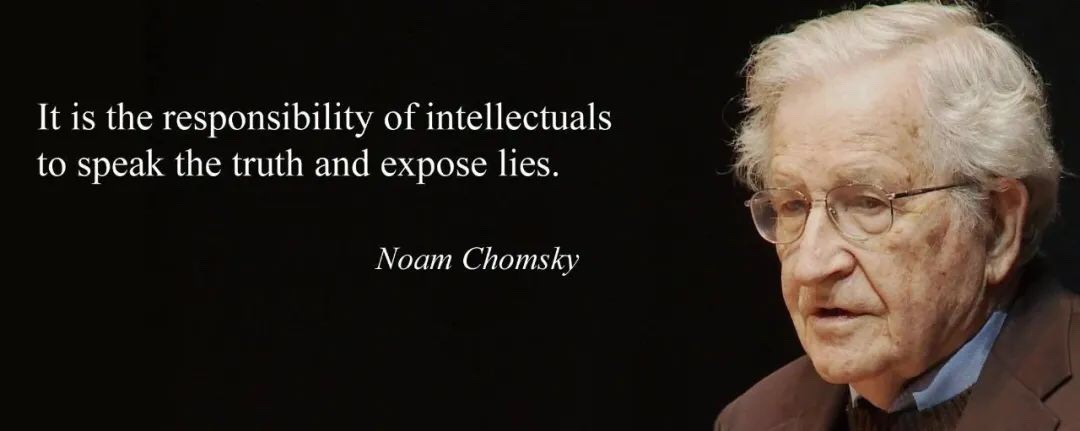 It is the responsibility of intellectuals
to speak the truth and expose lies.
Noam Chomsky